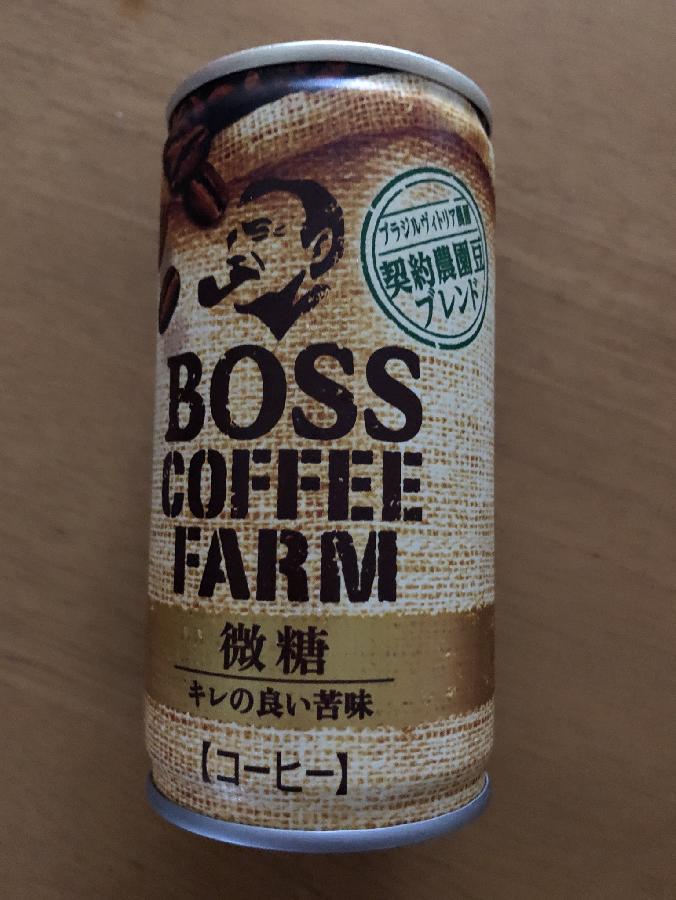 ブラジルヴィトリア農園
契約農園豆
ブレンド
BOSS
COFFEE
FARM
微糖
キレの良い苦味
【コーヒー】